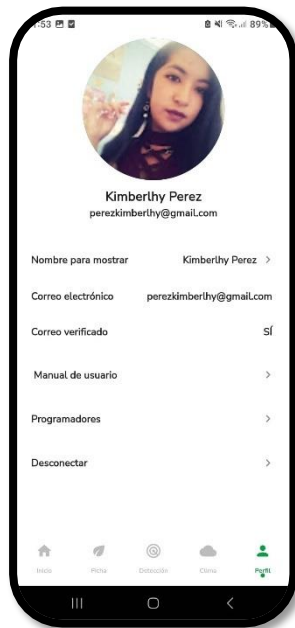 :53 89%
Kimberlhy Perez
perezkimberlhy@gmail.com
Nombre para mostrar Kimberlhy Perez >
Correo electrónico perezkimberlhy@gmail.com
Correo verificado SÍ
Manual de usuario >
Programadores >
Desconectar >
Inicio Ficha Detección Clima Perfil